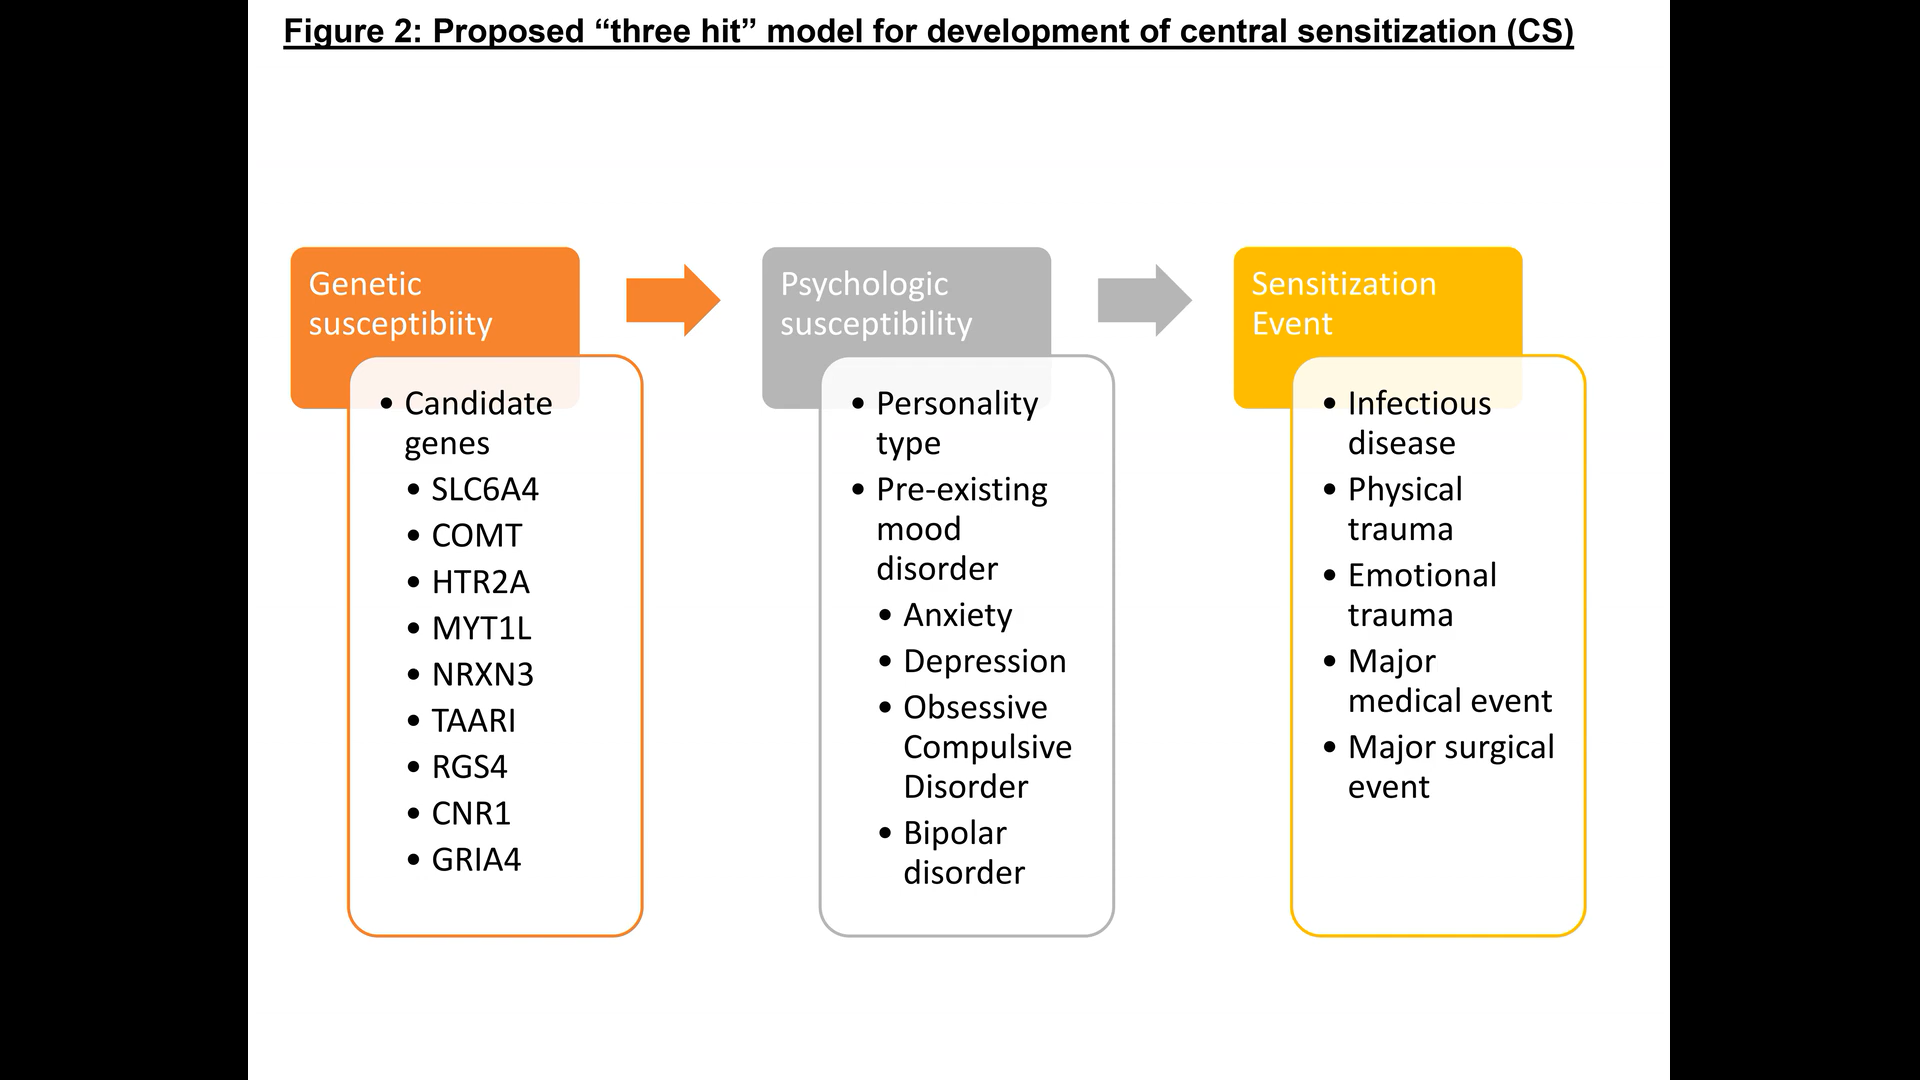 Figure 2: Proposed “three hit” model for development of central sensitization (CS)
Genetic
susceptibiity
• Candidate
genes
• SLC6A4
• COMT
• HTR2A
• MYT1L
• NRXN3
• TAARI
• RGS4
• CNR1
• GRIA4
Psychologic
susceptibility
• Personality
type
• Pre-existing
mood
disorder
• Anxiety
• Depression
• Obsessive
Compulsive
Disorder
• Bipolar
disorder
Sensitization
Event
• Infectious
disease
• Physical
trauma
• Emotional
trauma
• Major
medical event
• Major surgical
event